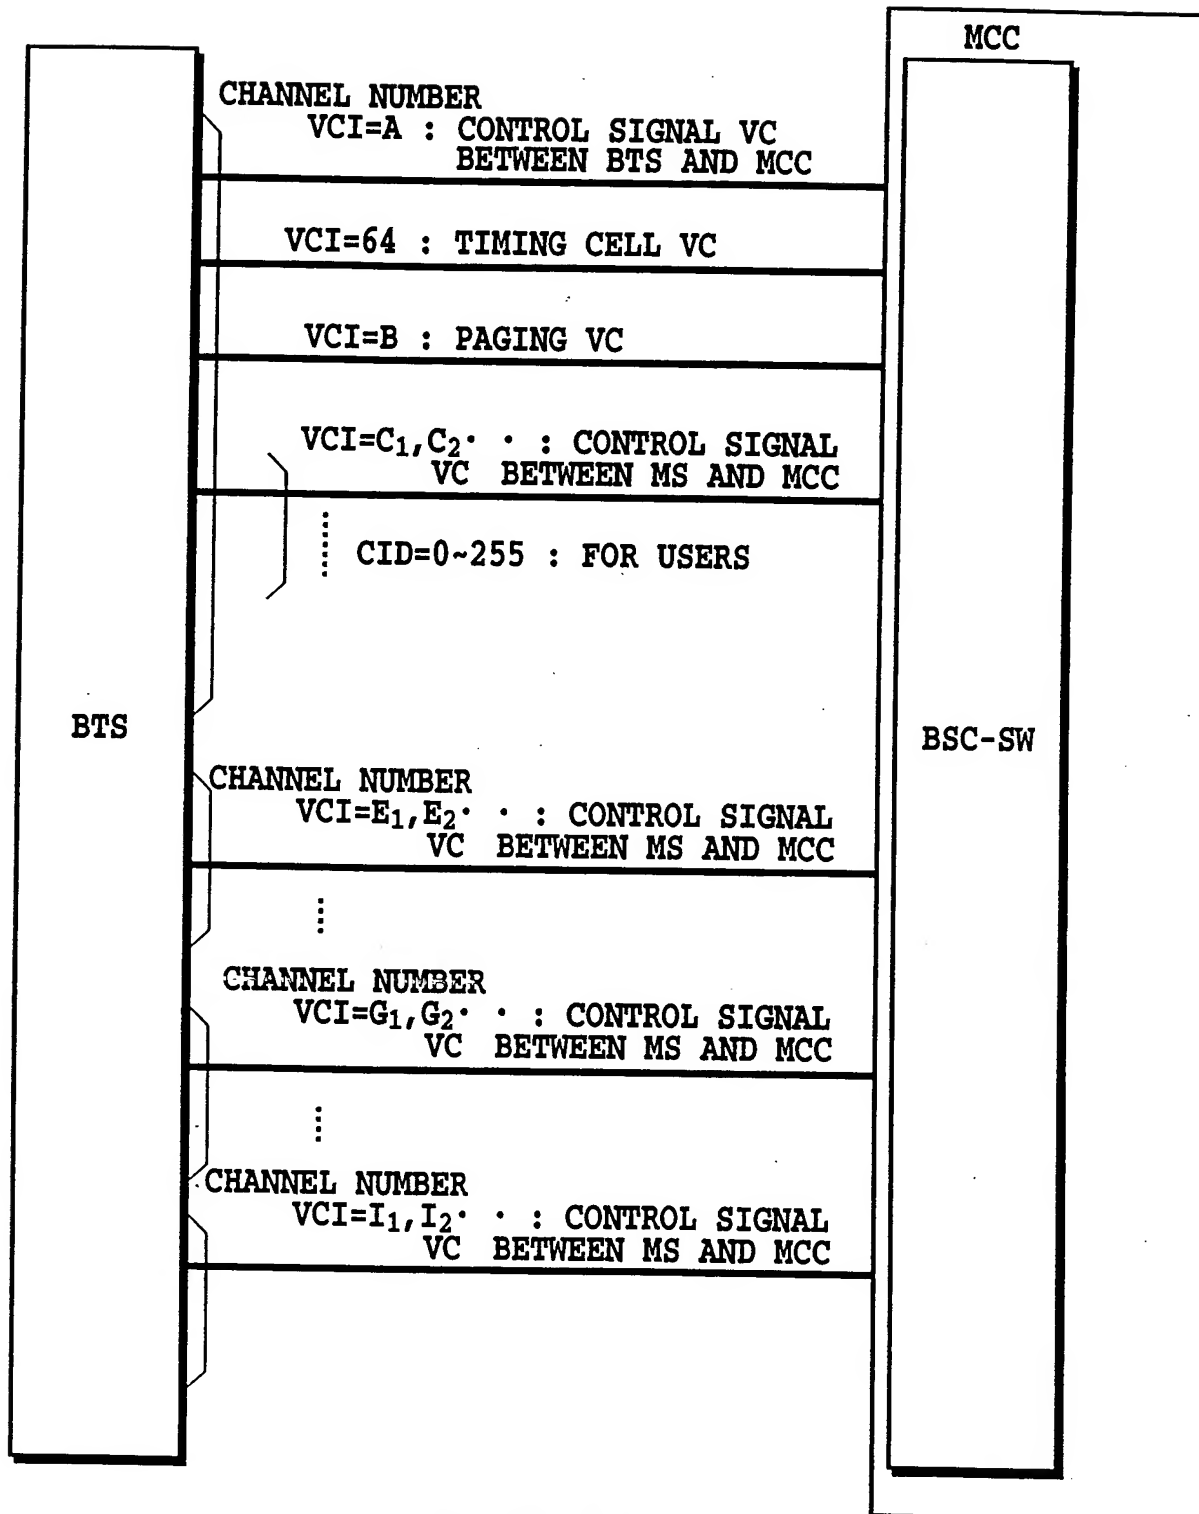 MCC
CHANNEL NUMBER
VCI=A : CONTROL SIGNAL VC
BETWEEN BTS AND MCC
VCI=64 : TIMING CELL VC
VCI=B : PAGING VC
VCI=C₁,C₂· · : CONTROL SIGNAL
VC BETWEEN MS AND MCC
CID=0~255 : FOR USERS
BTS
BSC-SW
CHANNEL NUMBER
VCI=E₁,E₂· · : CONTROL SIGNAL
VC BETWEEN MS AND MCC
CHANNEL NUMBER
VCI=G₁,G₂· · : CONTROL SIGNAL
VC BETWEEN MS AND MCC
CHANNEL NUMBER
VCI=I₁,I₂· · : CONTROL SIGNAL
VC BETWEEN MS AND MCC